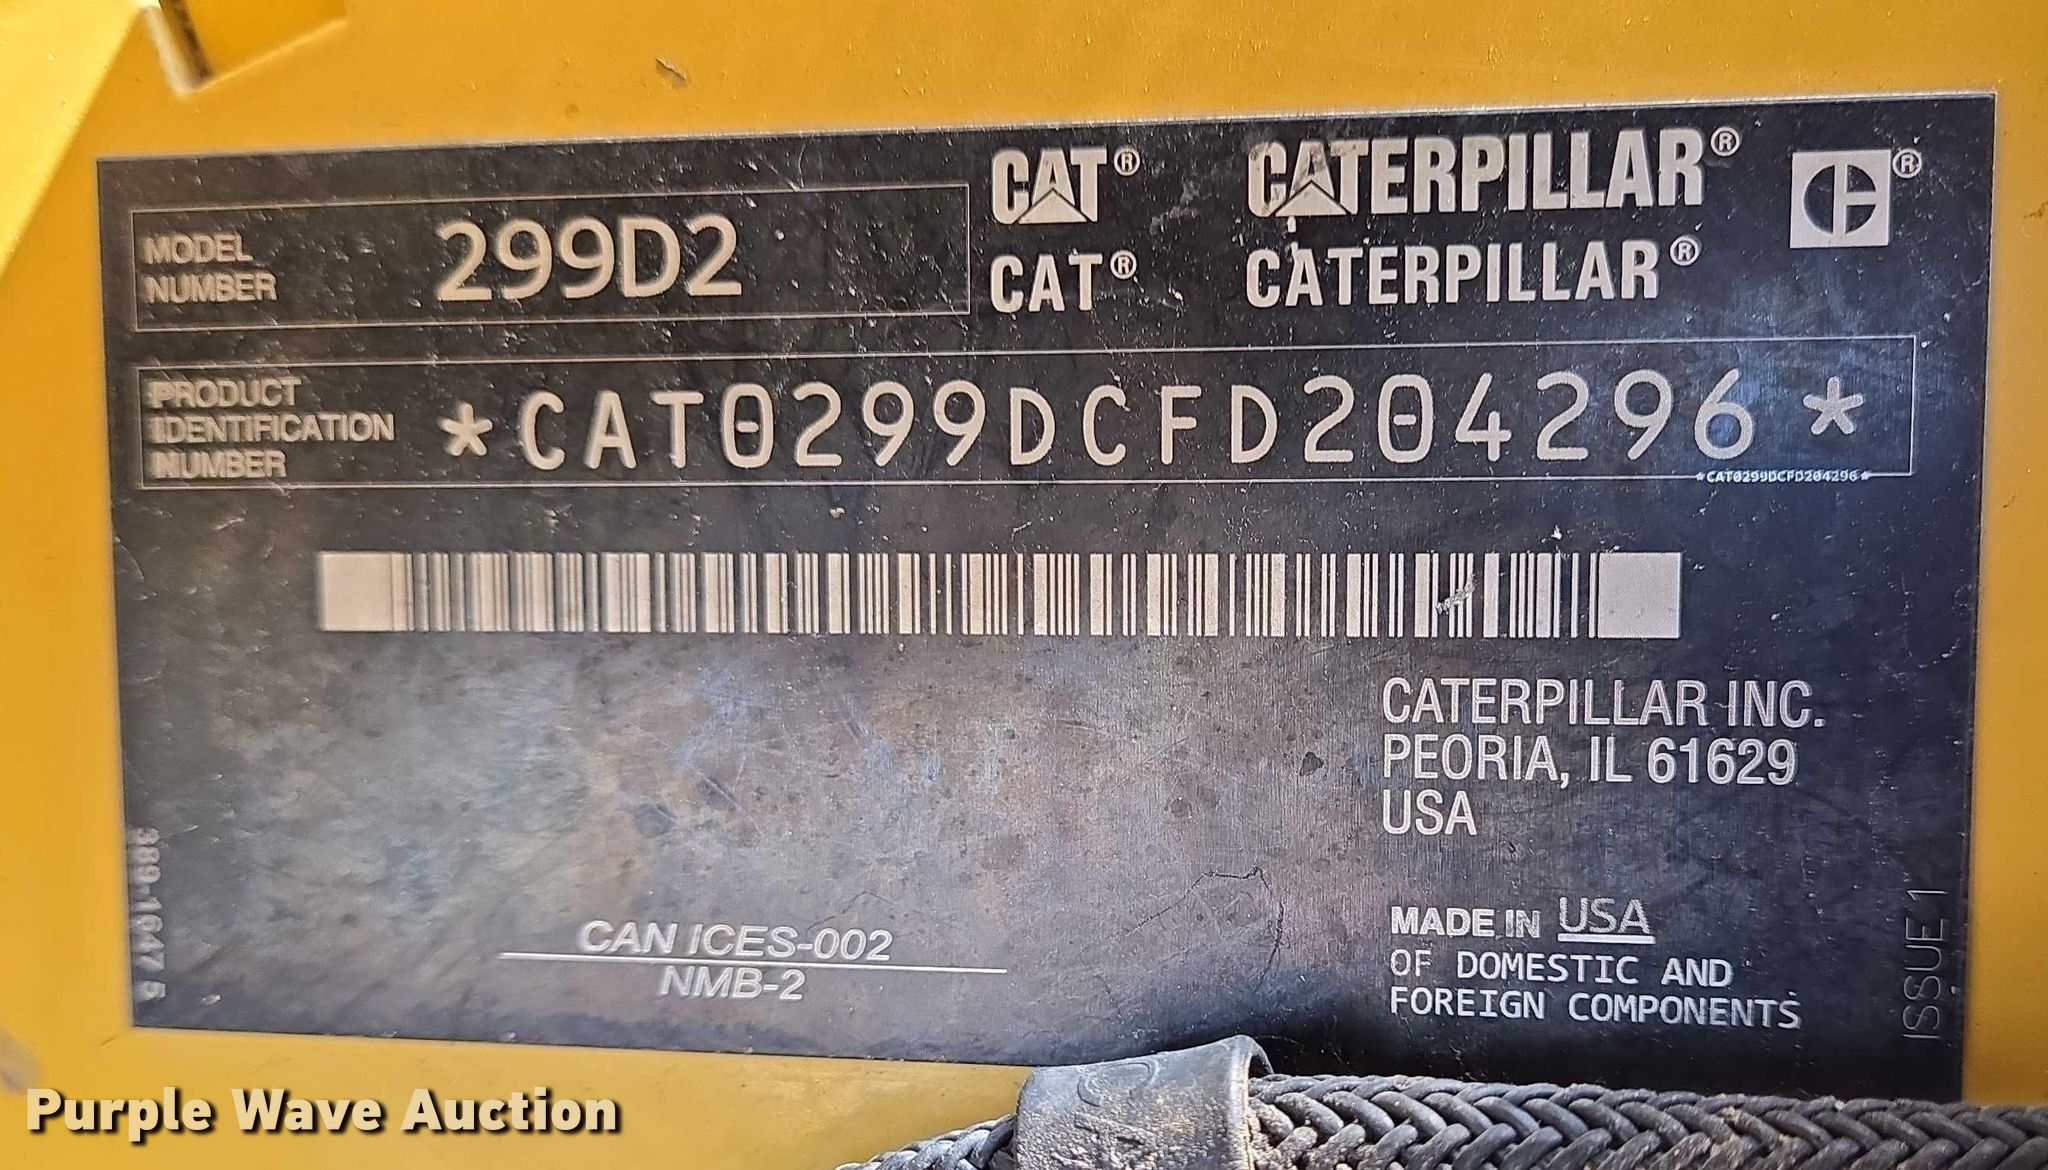 MODEL
NUMBER
299D2
CAT® CATERPILLAR® ®
CAT® CATERPILLAR®
PRODUCT
IDENTIFICATION
NUMBER
*CAT0299DCFD204296*
*CAT0299DCFD204296*
CATERPILLAR INC.
PEORIA, IL 61629
USA
CAN ICES-002
NMB-2
MADE IN USA
OF DOMESTIC AND
FOREIGN COMPONENTS
ISSUE 1
Purple Wave Auction